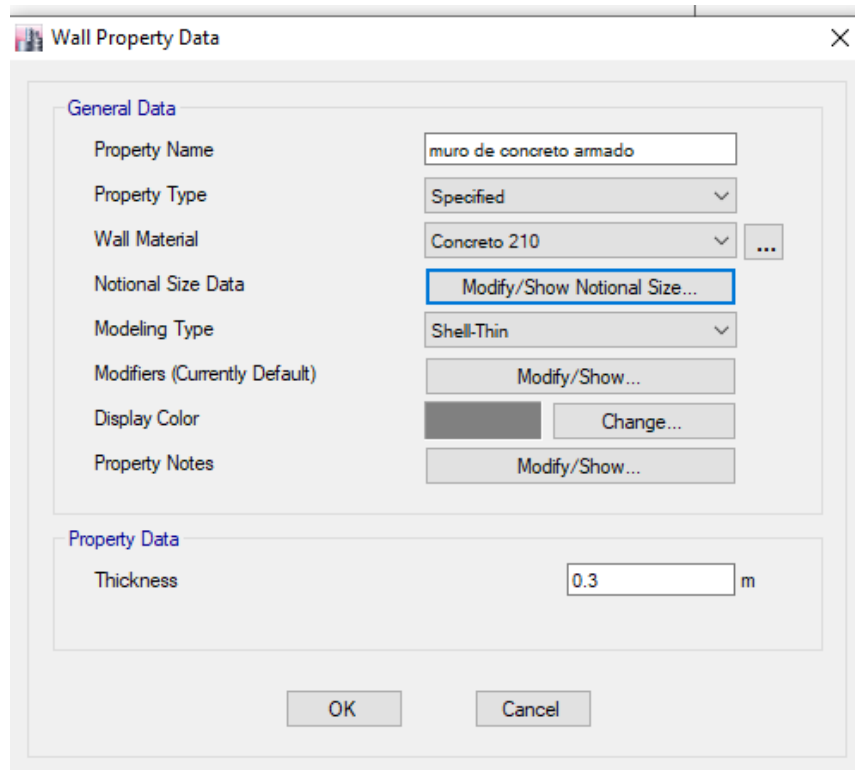 Wall Property Data
General Data
Property Name muro de concreto armado
Property Type Specified
Wall Material Concreto 210 ...
Notional Size Data Modify/Show Notional Size...
Modeling Type Shell-Thin
Modifiers (Currently Default) Modify/Show...
Display Color Change...
Property Notes Modify/Show...
Property Data
Thickness 0.3 m
OK Cancel